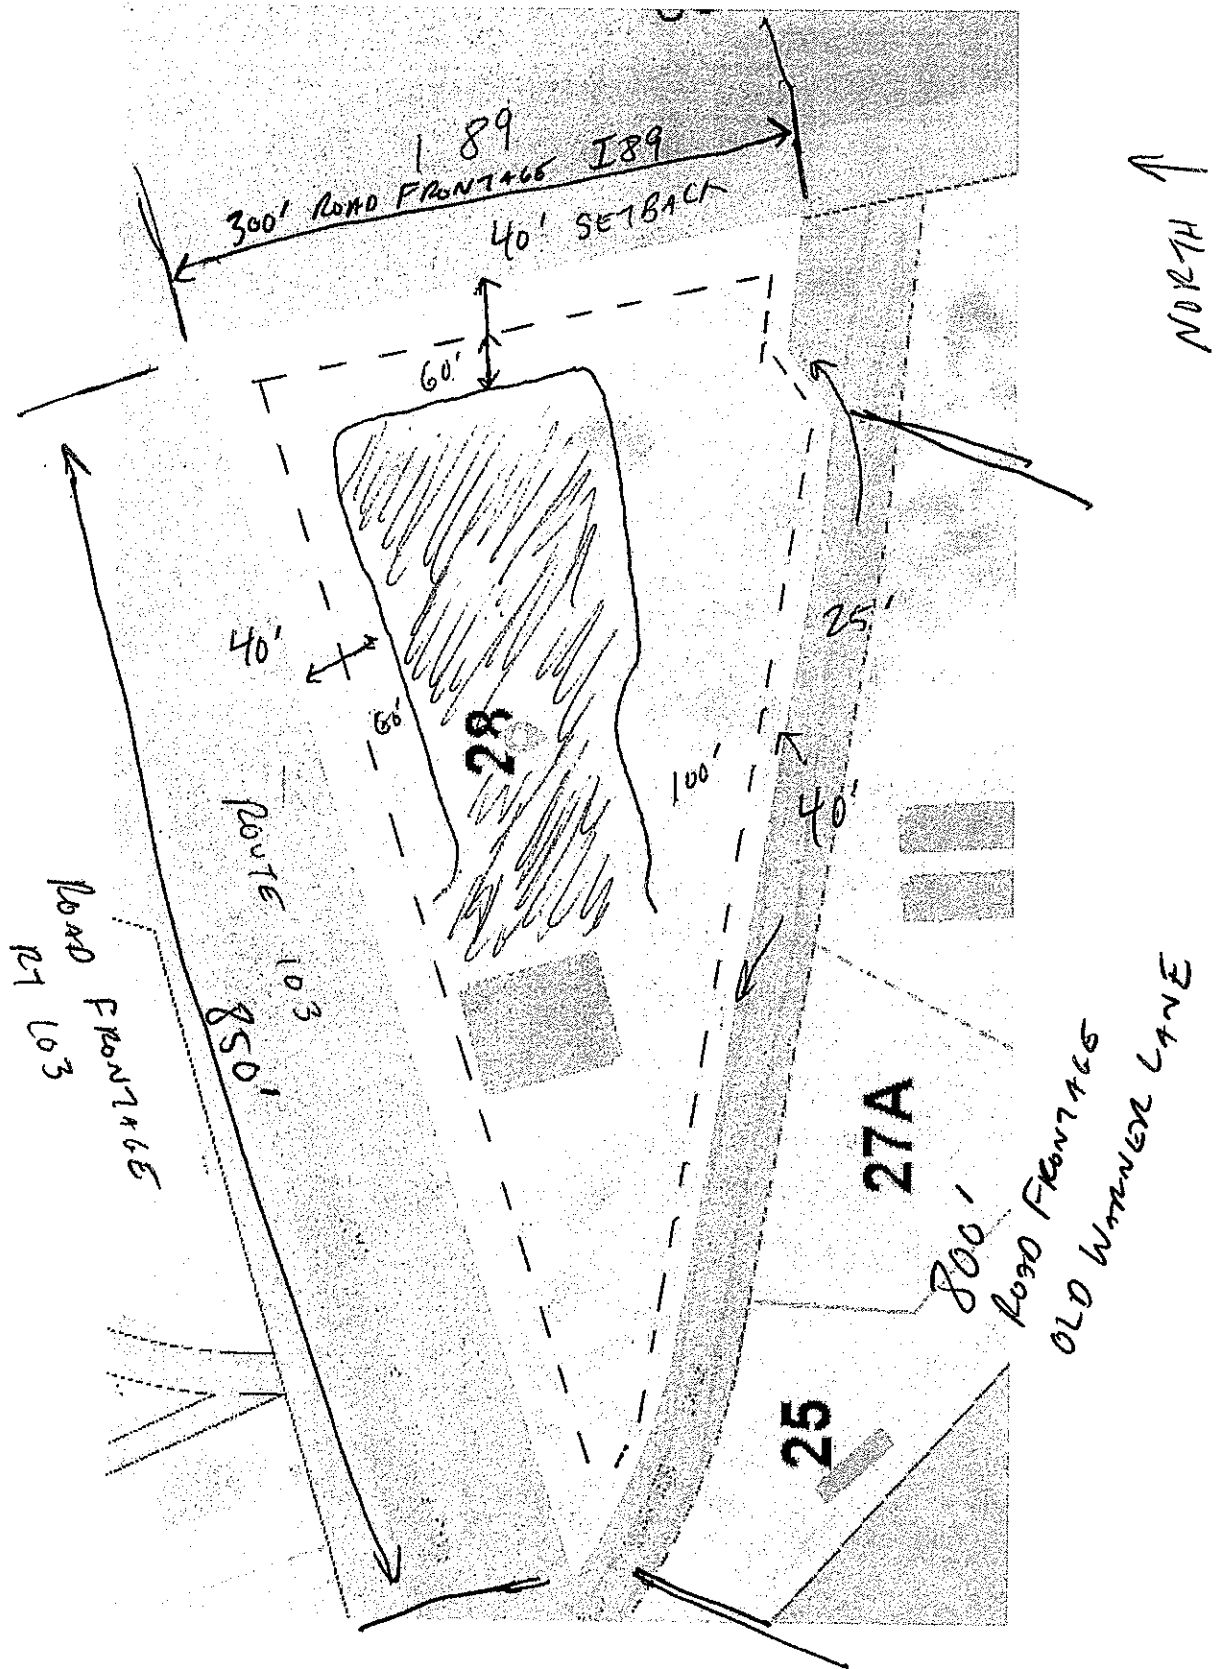 I 89
300' ROAD FRONTAGE I89
40' SETBACK
NORTH
60'
40'
60'
28
25'
100'
40'
ROUTE 103
850'
ROAD FRONTAGE
RT 103
27A
800'
ROAD FRONTAGE
OLD WARNER LANE
25